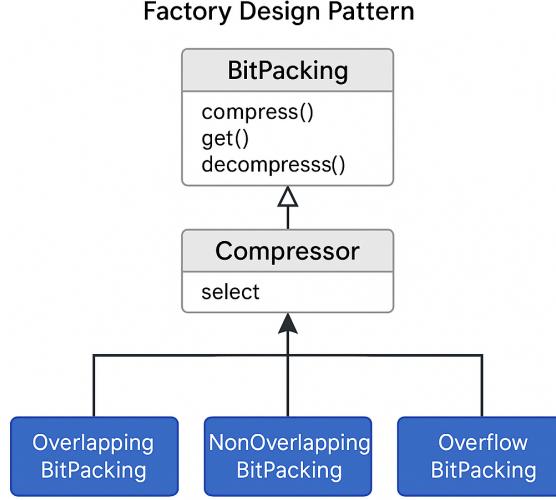 Factory Design Pattern
BitPacking
compress()
get()
decompresss()
Compressor
select
Overlapping
BitPacking
NonOverlapping
BitPacking
Overflow
BitPacking